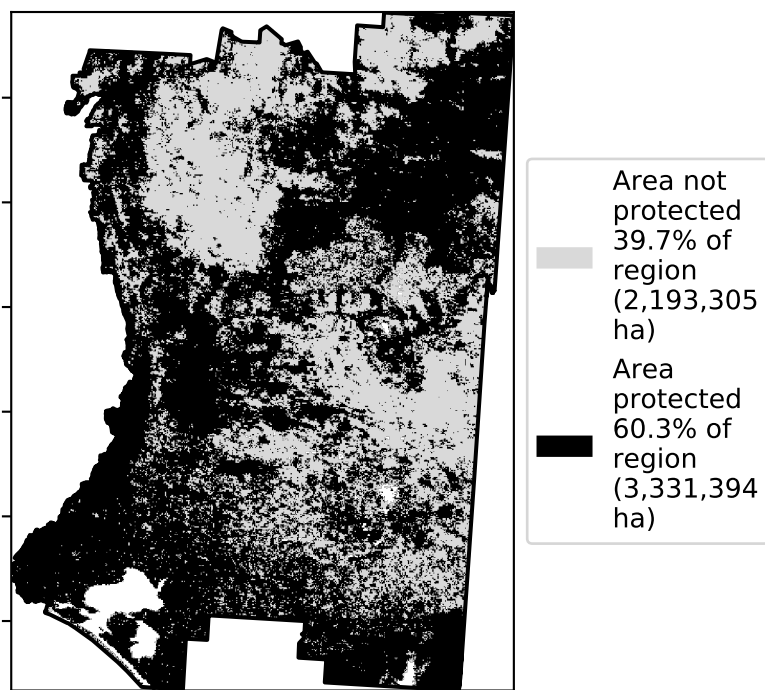 Area not
protected
39.7% of
region
(2,193,305
ha)
Area
protected
60.3% of
region
(3,331,394
ha)